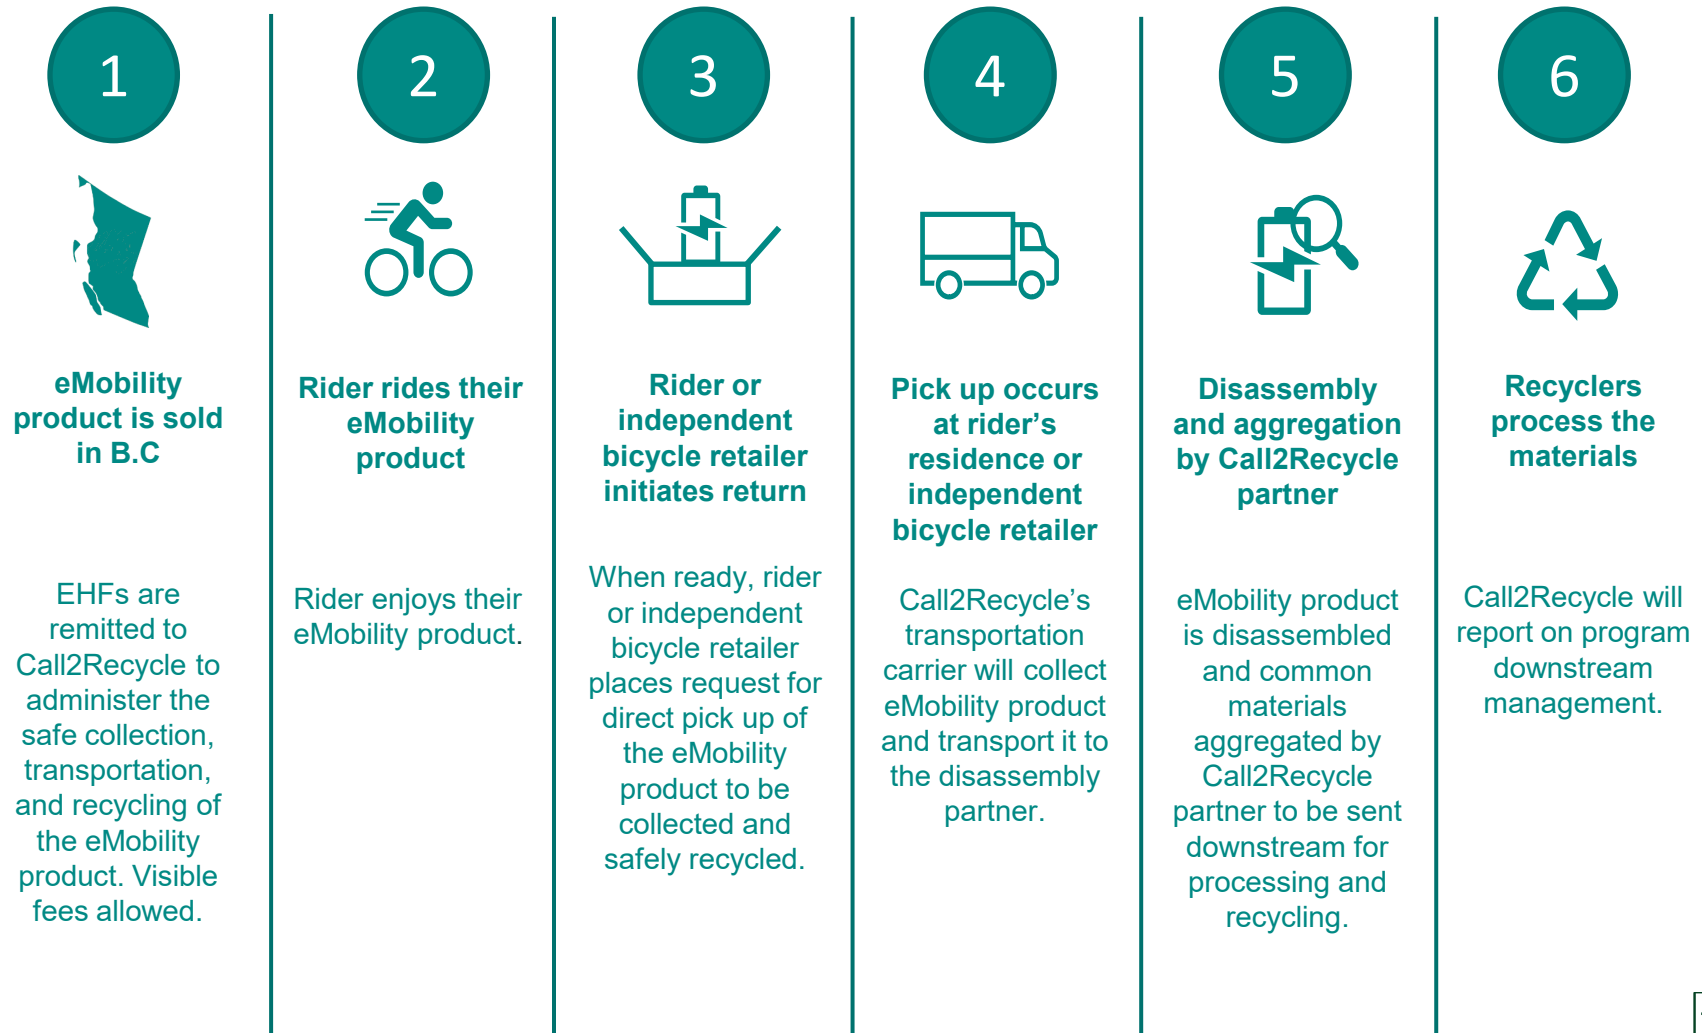 1
eMobility
product is sold
in B.C
EHFs are
remitted to
Call2Recycle to
administer the
safe collection,
transportation,
and recycling of
the eMobility
product. Visible
fees allowed.
2
Rider rides their
eMobility
product
Rider enjoys their
eMobility product.
3
Rider or
independent
bicycle retailer
initiates return
When ready, rider
or independent
bicycle retailer
places request for
direct pick up of
the eMobility
product to be
collected and
safely recycled.
4
Pick up occurs
at rider’s
residence or
independent
bicycle retailer
Call2Recycle’s
transportation
carrier will collect
eMobility product
and transport it to
the disassembly
partner.
5
Disassembly
and aggregation
by Call2Recycle
partner
eMobility product
is disassembled
and common
materials
aggregated by
Call2Recycle
partner to be sent
downstream for
processing and
recycling.
6
Recyclers
process the
materials
Call2Recycle will
report on program
downstream
management.